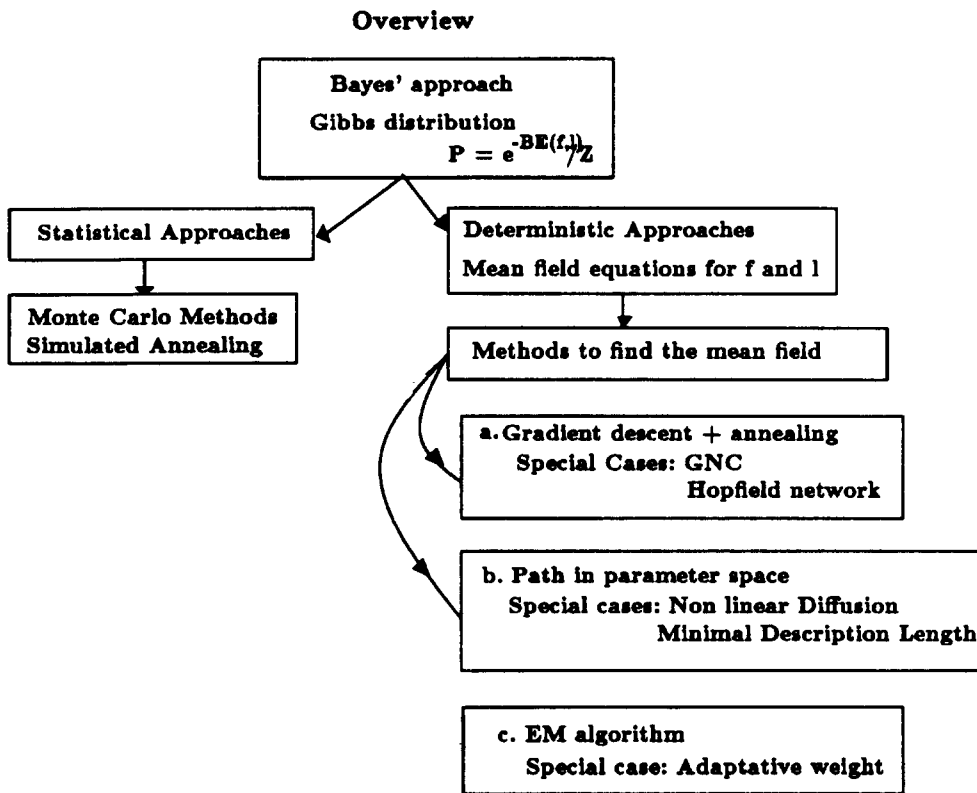 Overview
Bayes' approach
Gibbs distribution
P = e^-BE(f,l)/Z
Statistical Approaches
Deterministic Approaches
Mean field equations for f and l
Monte Carlo Methods
Simulated Annealing
Methods to find the mean field
a. Gradient descent + annealing
Special Cases: GNC
Hopfield network
b. Path in parameter space
Special cases: Non linear Diffusion
Minimal Description Length
c. EM algorithm
Special case: Adaptative weight